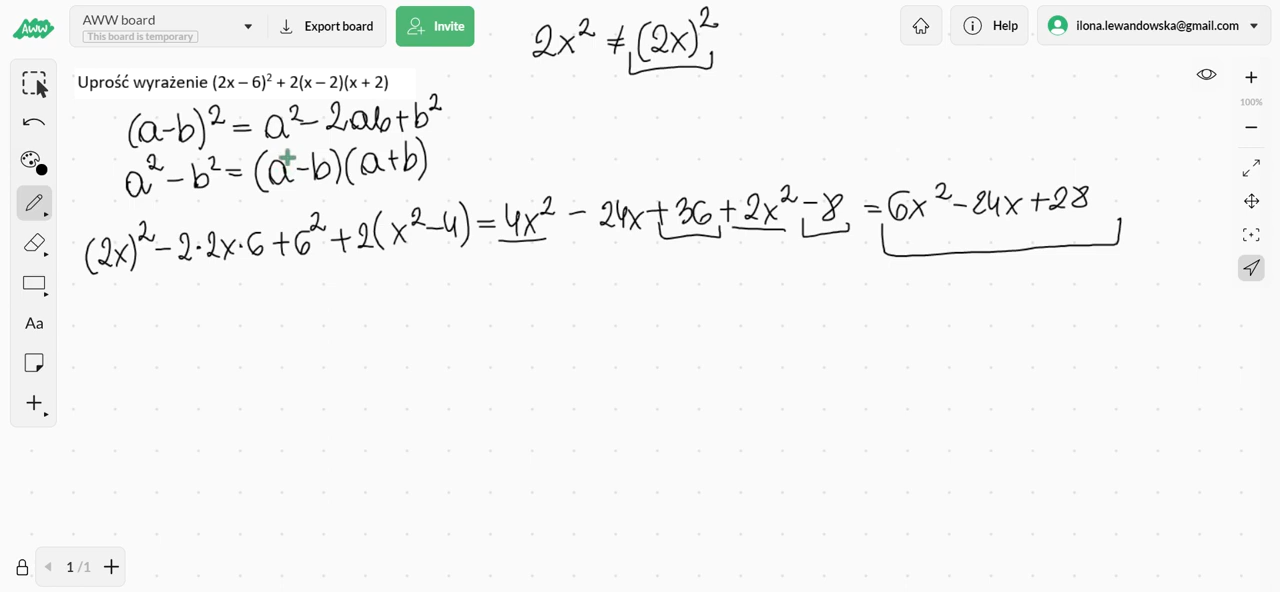 AWW
AWW board
This board is temporary
Export board
Invite
2x² ≠ (2x)²
Help
ilona.lewandowska@gmail.com
Uprość wyrażenie (2x – 6)² + 2(x – 2)(x + 2)
100%
(a-b)² = a² - 2ab + b²
a² - b² = (a-b)(a+b)
(2x)² - 2·2x·6 + 6² + 2(x²-4) = 4x² - 24x + 36 + 2x² - 8 = 6x² - 24x + 28
Aa
1 /1